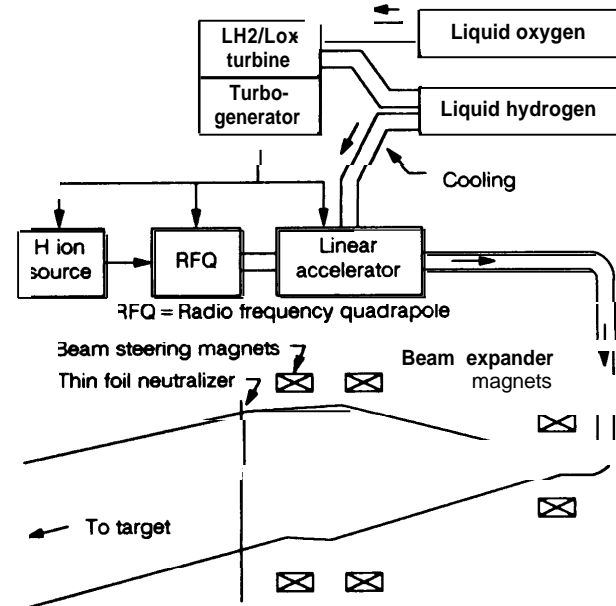 LH2/Lox
turbine
Liquid oxygen
Turbo-
generator
Liquid hydrogen
Cooling
H ion
source
RFQ
Linear
accelerator
RFQ = Radio frequency quadrapole
Beam steering magnets
Thin foil neutralizer
Beam expander
magnets
To target